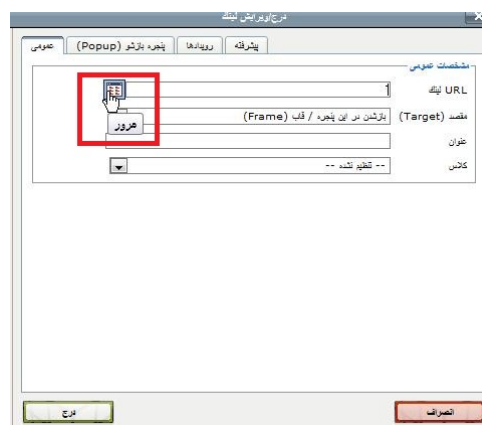 درج/ویرایش لینک
عمومی پنجره بازشو (Popup) رویدادها پیشرفته
مشخصات عمومی
URL لینک 1
مقصد (Target) بازشدن در این پنجره / قاب (Frame)
مرور
عنوان
کلاس -- تنظیم نشده --
درج انصراف